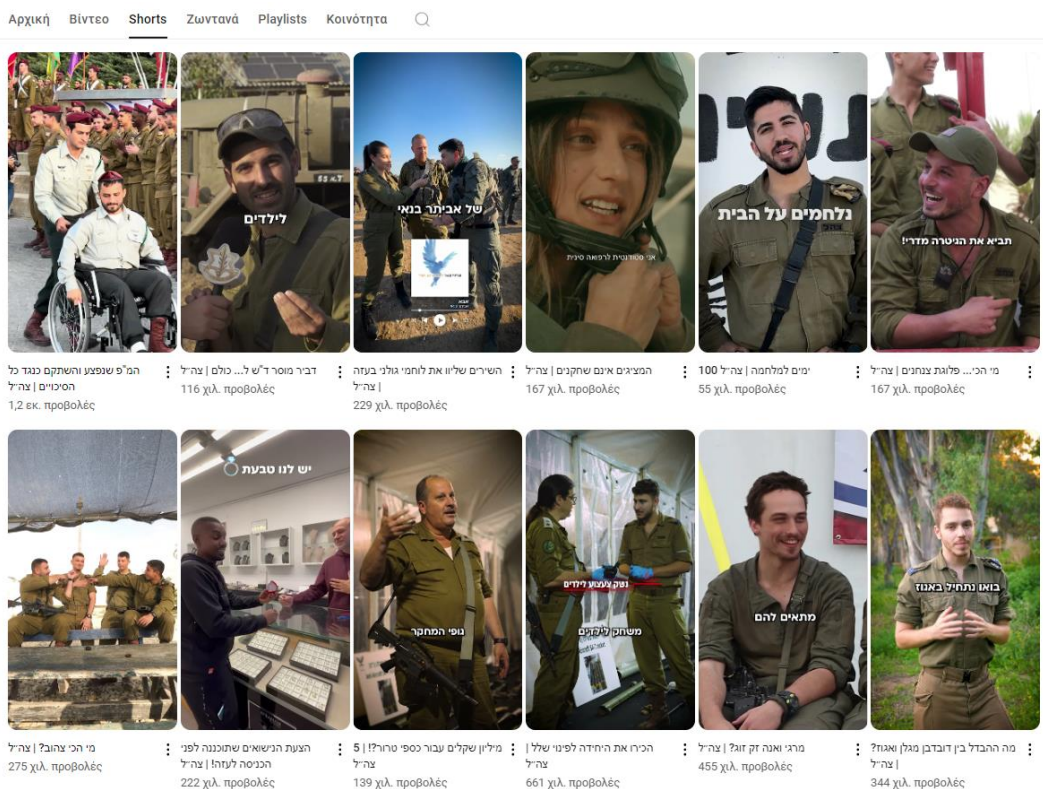 Αρχική Βίντεο Shorts Ζωντανά Playlists Κοινότητα
לילדים
של אביתר בנאי
אני סטודנטית לרפואה סינית
נלחמים על הבית
תביא את הגיטרה מדרי!
המ"פ שנפצע והשתקם כנגד כל
הסיכויים | צה״ל
1,2 εκ. προβολές
דביר מוסר ד"ש ל... כולם | צה״ל
116 χιλ. προβολές
השירים שליוו את לוחמי גולני בעזה
| צה״ל
229 χιλ. προβολές
המציגים אינם שחקנים | צה״ל
167 χιλ. προβολές
100 ימים למלחמה | צה״ל
55 χιλ. προβολές
מי הכי... פלוגת צנחנים | צה״ל
167 χιλ. προβολές
יש לנו טבעת
גופי המחקר
נשק צעצוע לילדים
משחק לילדים
מתאים להם
בואו נתחיל באגוז
מי הכי צהוב? | צה״ל
275 χιλ. προβολές
הצעת הנישואים שתוכננה לפני
הכניסה לעזה! | צה״ל
222 χιλ. προβολές
5 מיליון שקלים עבור כספי טרור?! |
צה״ל
139 χιλ. προβολές
הכירו את היחידה לפינוי שלל |
צה״ל
661 χιλ. προβολές
מרגי ואנה זק זוג? | צה״ל
455 χιλ. προβολές
מה ההבדל בין דובדבן מגלן ואגוז?
| צה״ל
344 χιλ. προβολές